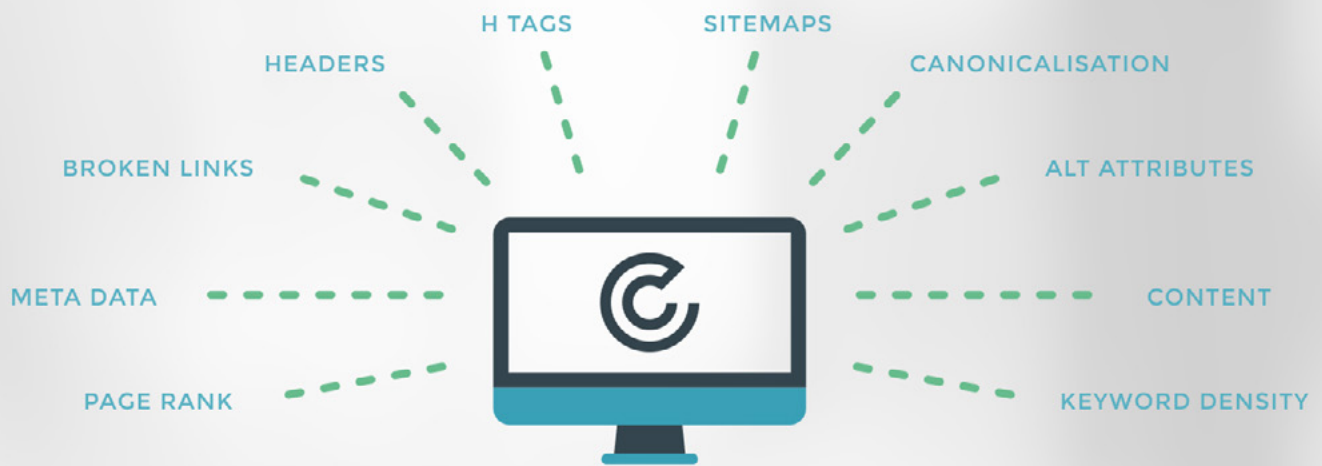 H TAGS
SITEMAPS
HEADERS
CANONICALISATION
BROKEN LINKS
ALT ATTRIBUTES
META DATA
CONTENT
PAGE RANK
KEYWORD DENSITY